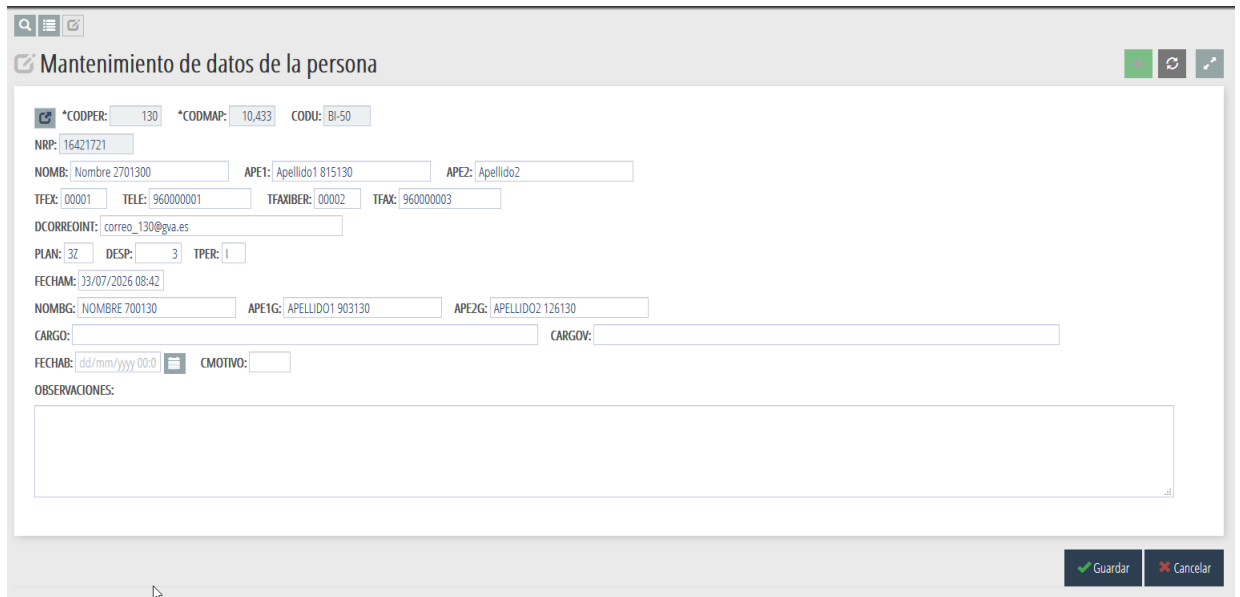 Mantenimiento de datos de la persona
*CODPER: 130 *CODMAP: 10,433 CODU: BI-50
NRP: 16421721
NOMB: Nombre 2701300 APE1: Apellido1 815130 APE2: Apellido2
TFEX: 00001 TELE: 960000001 TFAXIBER: 00002 TFAX: 960000003
DCORREOINT: correo_130@gva.es
PLAN: 3Z DESP: 3 TPER: I
FECHAM: 03/07/2026 08:42
NOMBG: NOMBRE 700130 APE1G: APELLIDO1 903130 APE2G: APELLIDO2 126130
CARGO: CARGOV:
FECHAB: dd/mm/yyyy 00:0 CMOTIVO:
OBSERVACIONES:
Guardar Cancelar